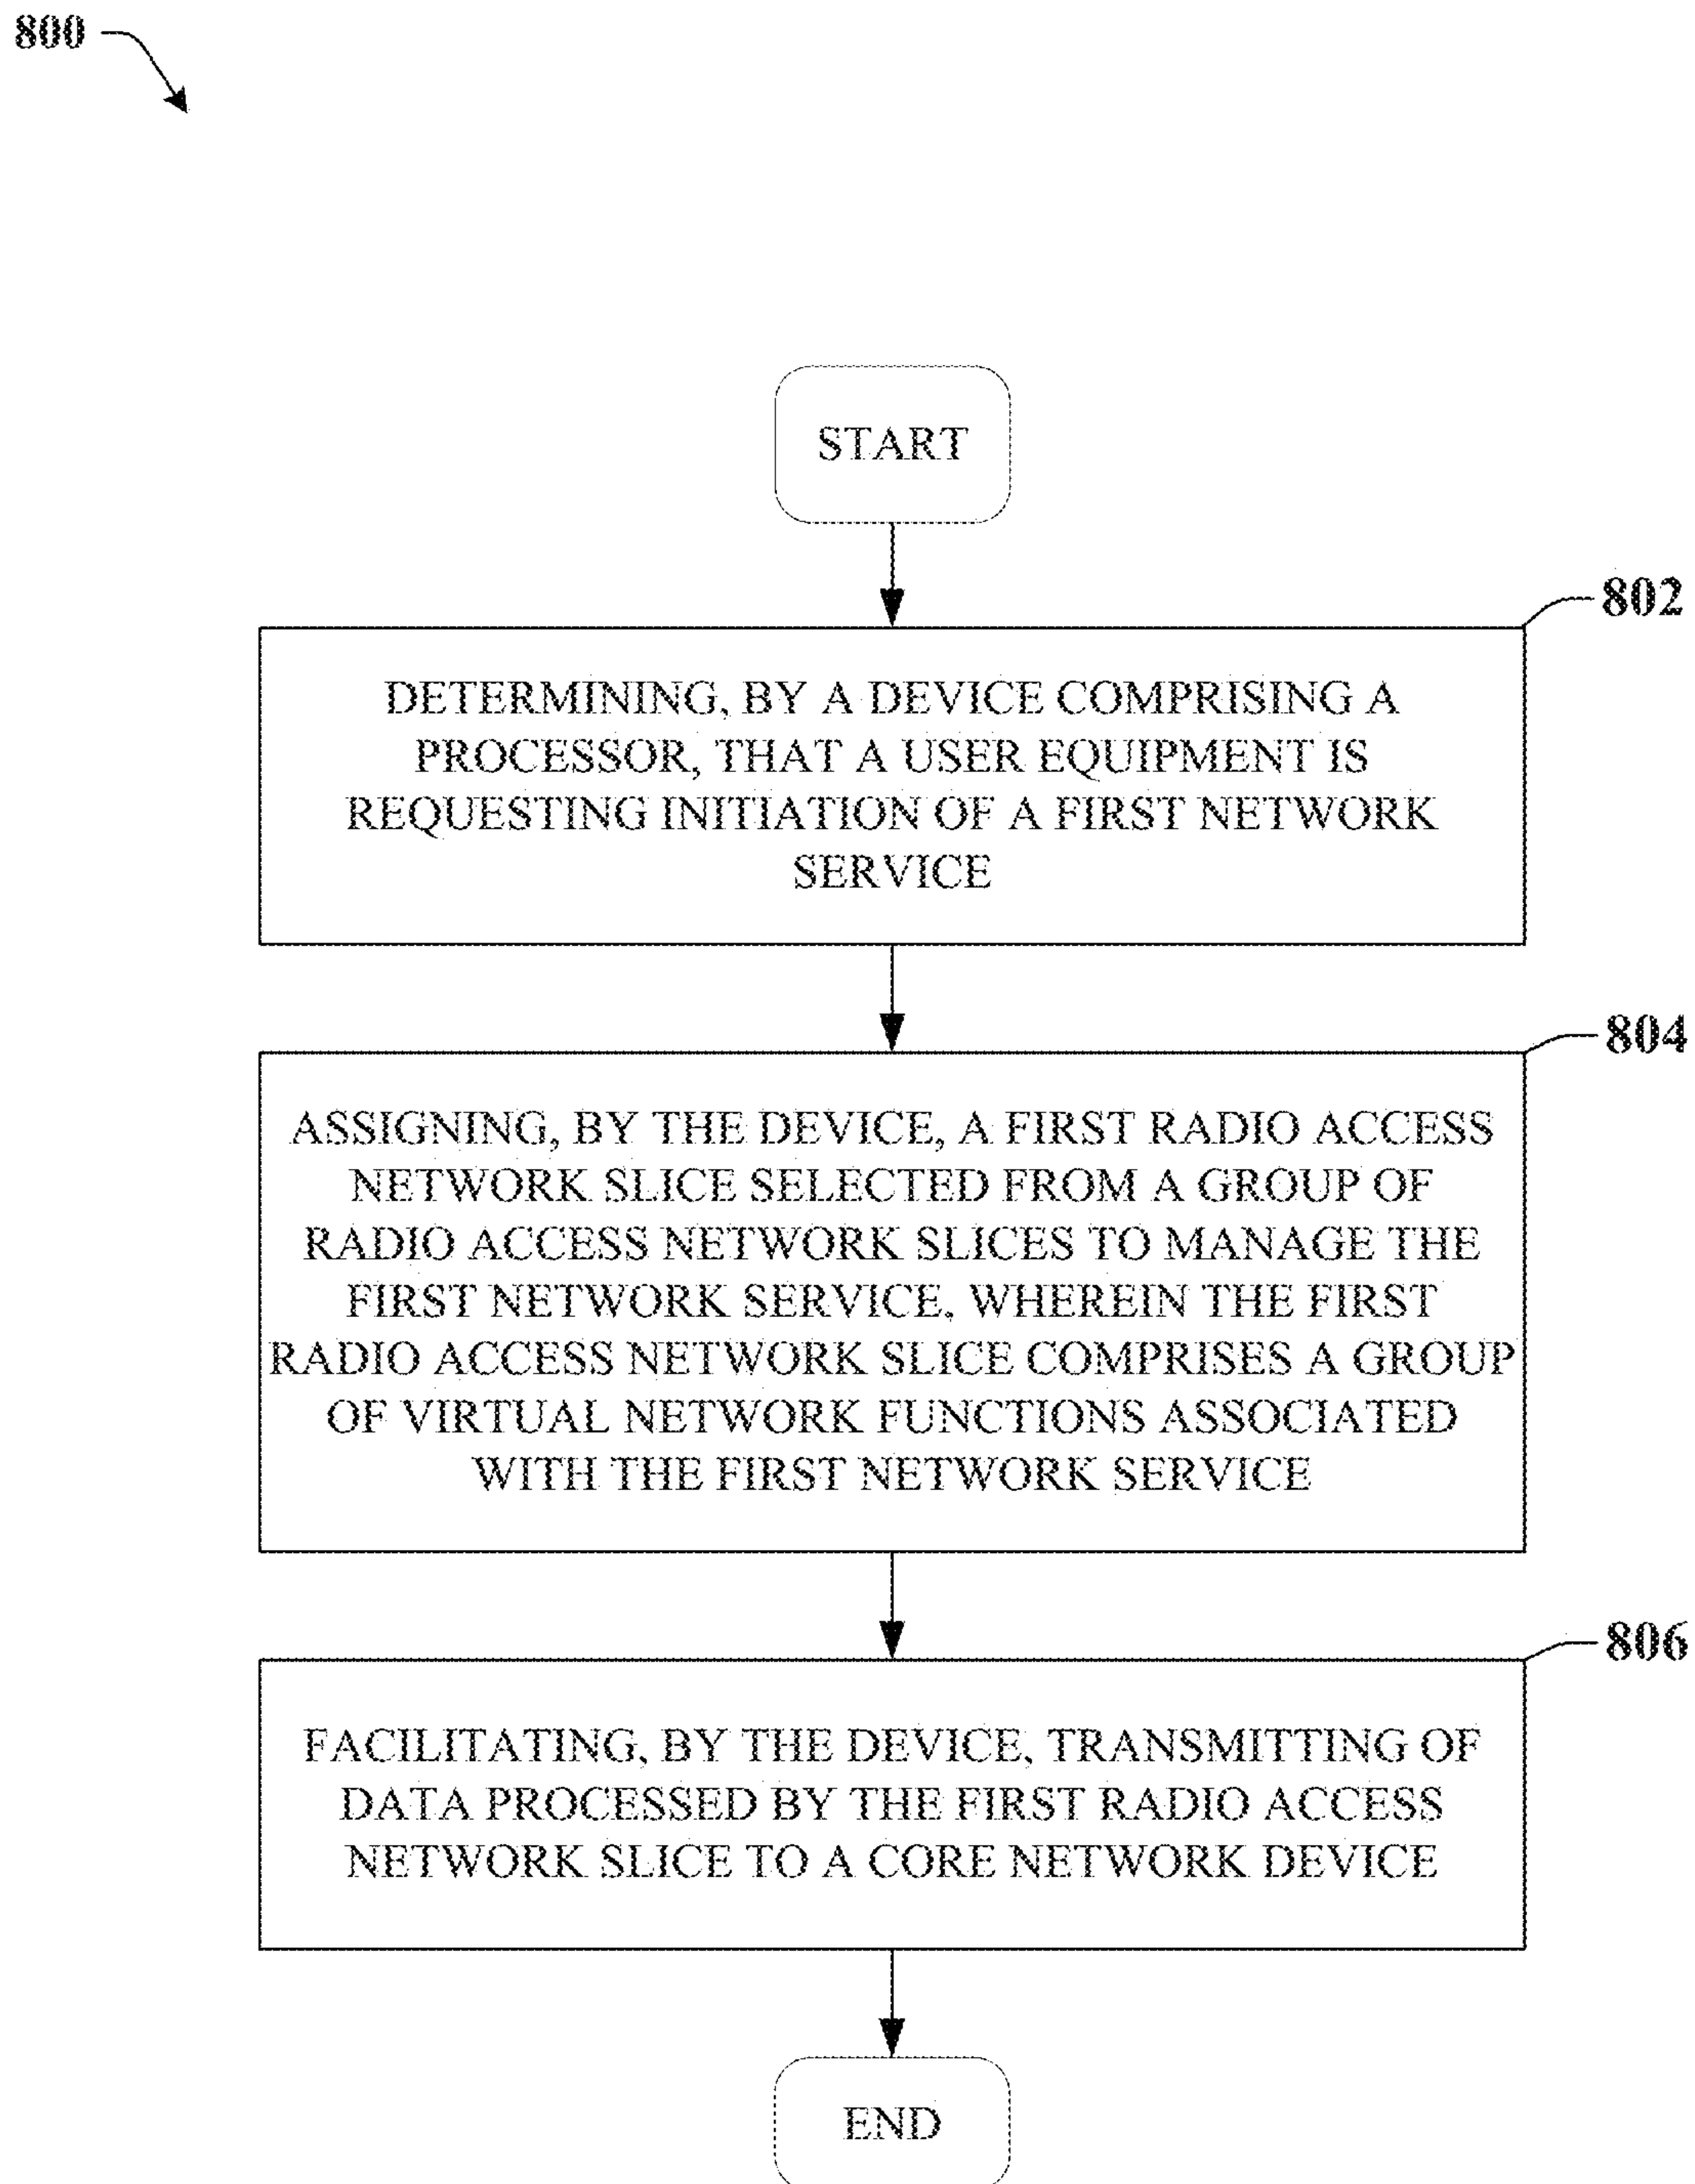 800
START
802
DETERMINING, BY A DEVICE COMPRISING A
PROCESSOR, THAT A USER EQUIPMENT IS
REQUESTING INITIATION OF A FIRST NETWORK
SERVICE
804
ASSIGNING, BY THE DEVICE, A FIRST RADIO ACCESS
NETWORK SLICE SELECTED FROM A GROUP OF
RADIO ACCESS NETWORK SLICES TO MANAGE THE
FIRST NETWORK SERVICE, WHEREIN THE FIRST
RADIO ACCESS NETWORK SLICE COMPRISES A GROUP
OF VIRTUAL NETWORK FUNCTIONS ASSOCIATED
WITH THE FIRST NETWORK SERVICE
806
FACILITATING, BY THE DEVICE, TRANSMITTING OF
DATA PROCESSED BY THE FIRST RADIO ACCESS
NETWORK SLICE TO A CORE NETWORK DEVICE
END